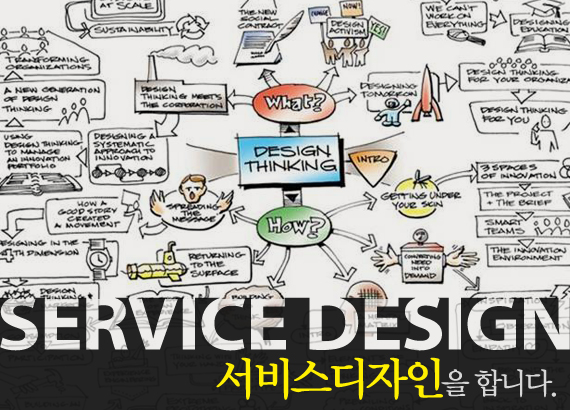 AT SCALE
SUSTAINABILITY
THE NEW
SOCIAL
CONTRACT
CHANGE
NOW!
DESIGN
ACTIVISM
YES!
WE CAN'T
WORK ON
EVERYTHING
DESIGNING
EDUCATION
TRANSFORMING
ORGANIZATIONS
A NEW GENERATION
OF DESIGN
THINKING
DESIGN
THINKING MEETS
THE CORPORATION
What?
DESIGNING
TOMORROW
DESIGN THINKING
FOR YOUR ORGANIZA
DESIGN THINKING
FOR YOU
USING
DESIGN THINKING
TO MANAGE
AN INNOVATION
PORTFOLIO
DESIGNING A
SYSTEMATIC
APPROACH TO
INNOVATION
DESIGN
THINKING
INTRO
3 SPACES
OF INNOVATION
THE PROJECT
+ THE BRIEF
SMART
TEAMS
THE INNOVATION
ENVIRONMENT
HOW A
GOOD STORY
CREATED
A MOVEMENT
SPREADING
THE
MESSAGE
GETTING UNDER
YOUR SKIN
How?
DESIGNING IN THE
4TH DIMENSION
RETURNING
TO THE
SURFACE
CONVERTING
NEED
INTO
DEMAND
DESIGN
THINKING
BUILDING
SERVICE DESIGN
서비스디자인을 합니다.